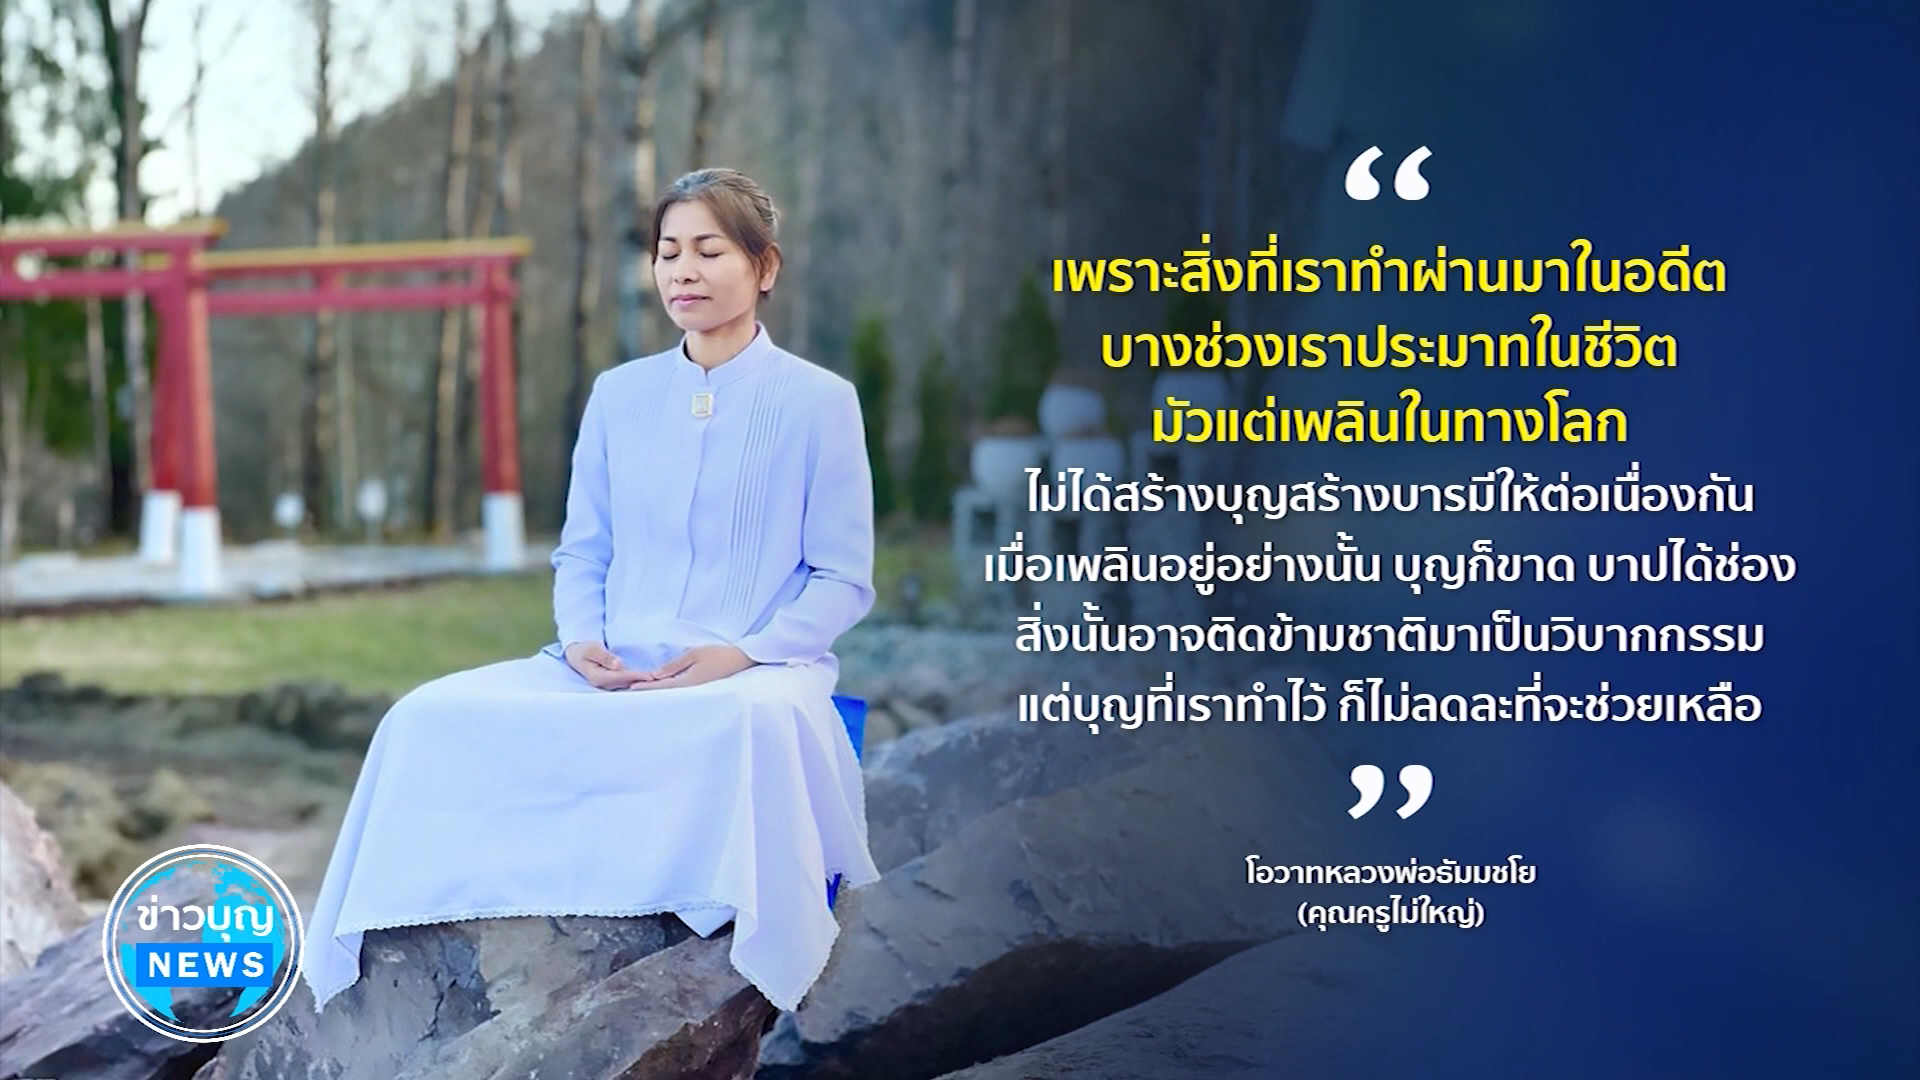 “
เพราะสิ่งที่เราทำผ่านมาในอดีต
บางช่วงเราประมาทในชีวิต
มัวแต่เพลินในทางโลก
ไม่ได้สร้างบุญสร้างบารมีให้ต่อเนื่องกัน
เมื่อเพลินอยู่อย่างนั้น บุญก็ขาด บาปได้ช่อง
สิ่งนั้นอาจติดข้ามชาติมาเป็นวิบากกรรม
แต่บุญที่เราทำไว้ ก็ไม่ลดละที่จะช่วยเหลือ
”
โอวาทหลวงพ่อธัมมชโย
(คุณครูไม่ใหญ่)
ข่าวบุญ
NEWS